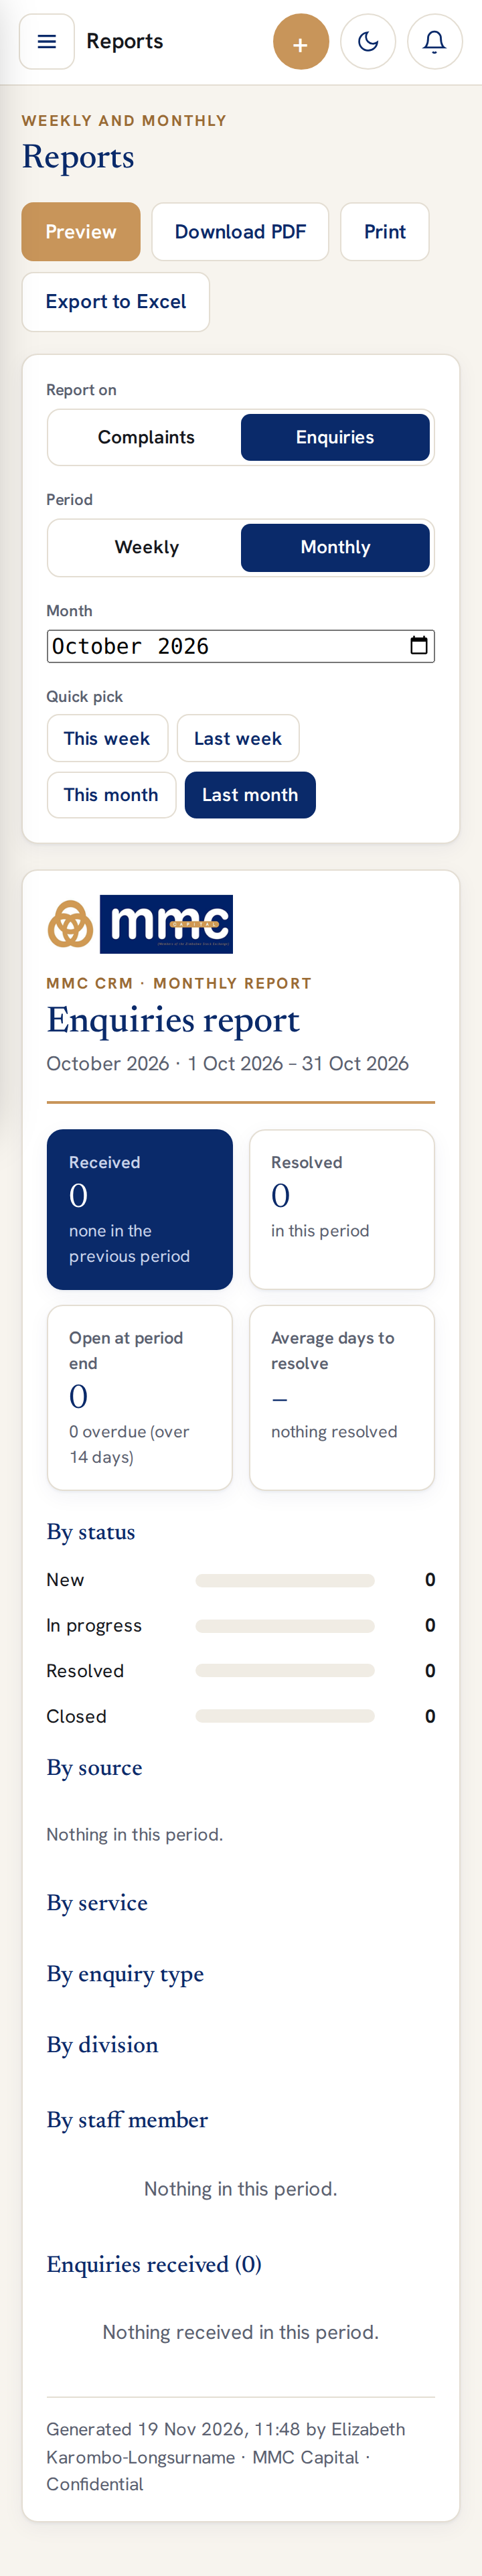 Reports
+
WEEKLY AND MONTHLY
Reports
Preview
Download PDF
Print
Export to Excel
Report on
Complaints
Enquiries
Period
Weekly
Monthly
Month
October 2026
Quick pick
This week
Last week
This month
Last month
mmc
CAPITAL
MMC CRM · MONTHLY REPORT
Enquiries report
October 2026 · 1 Oct 2026 – 31 Oct 2026
Received
0
none in the
previous period
Resolved
0
in this period
Open at period
end
0
0 overdue (over
14 days)
Average days to
resolve
–
nothing resolved
By status
New 0
In progress 0
Resolved 0
Closed 0
By source
Nothing in this period.
By service
By enquiry type
By division
By staff member
Nothing in this period.
Enquiries received (0)
Nothing received in this period.
Generated 19 Nov 2026, 11:48 by Elizabeth
Karombo-Longsurname · MMC Capital ·
Confidential